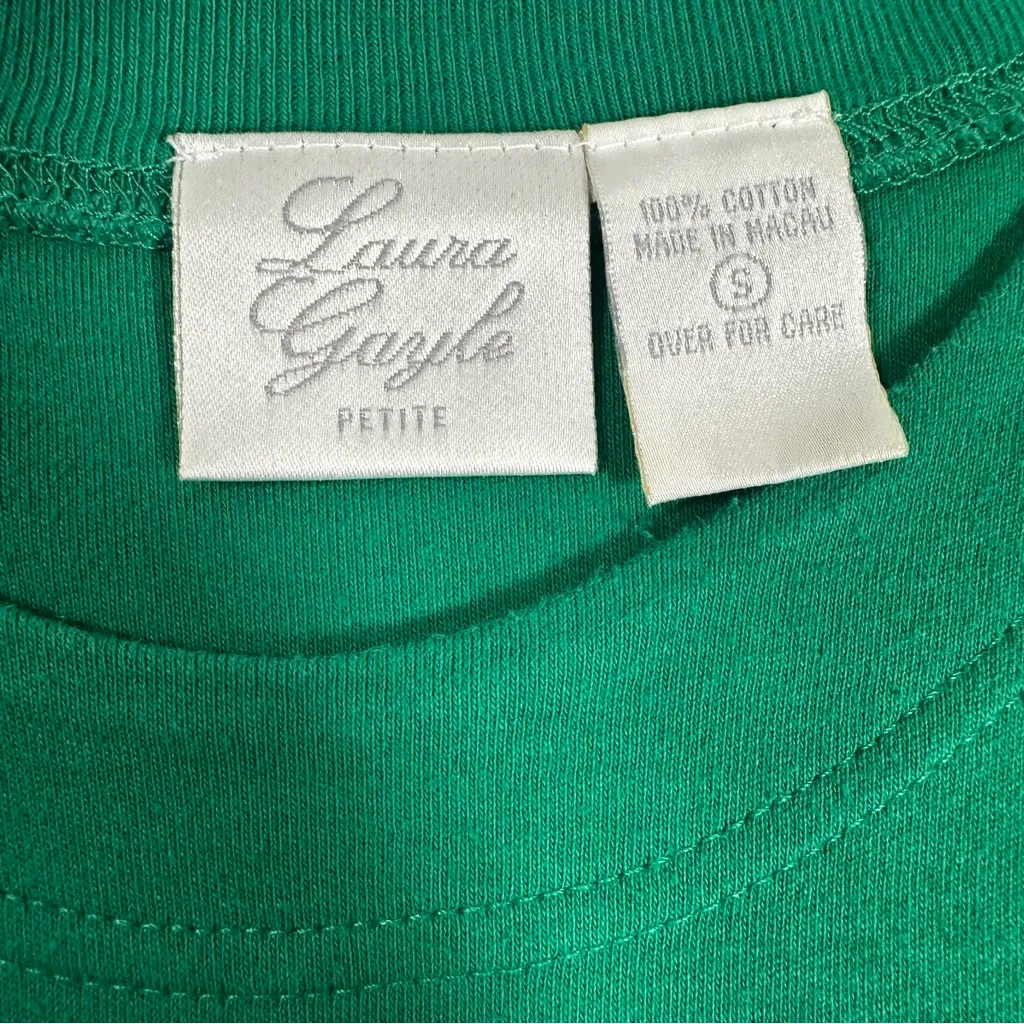 Laura
Gayle
PETITE
100% COTTON
MADE IN MACAU
S
OVER FOR CARE